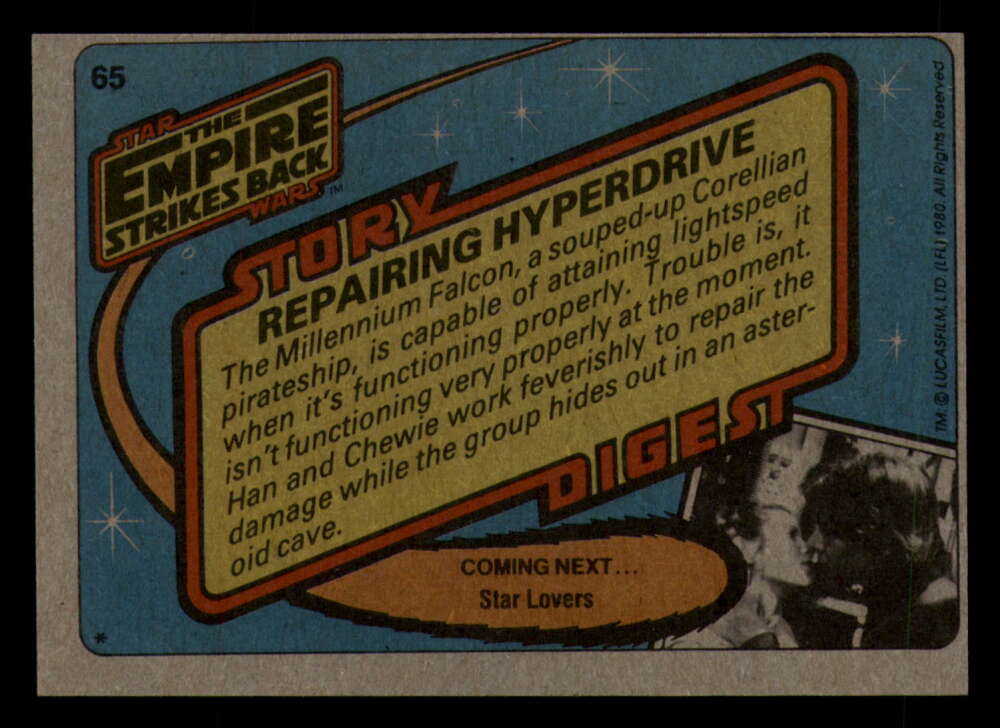 65
STAR
THE
EMPIRE
STRIKES BACK
WARS™
STORY
REPAIRING HYPERDRIVE
The Millennium Falcon, a souped-up Corellian
pirateship, is capable of attaining lightspeed
when it's functioning properly. Trouble is, it
isn't functioning very properly at the moment.
Han and Chewie work feverishly to repair the
damage while the group hides out in an aster-
oid cave.
DIGEST
COMING NEXT...
Star Lovers
*
TM: © LUCASFILM, LTD. (LFL) 1980. All Rights Reserved